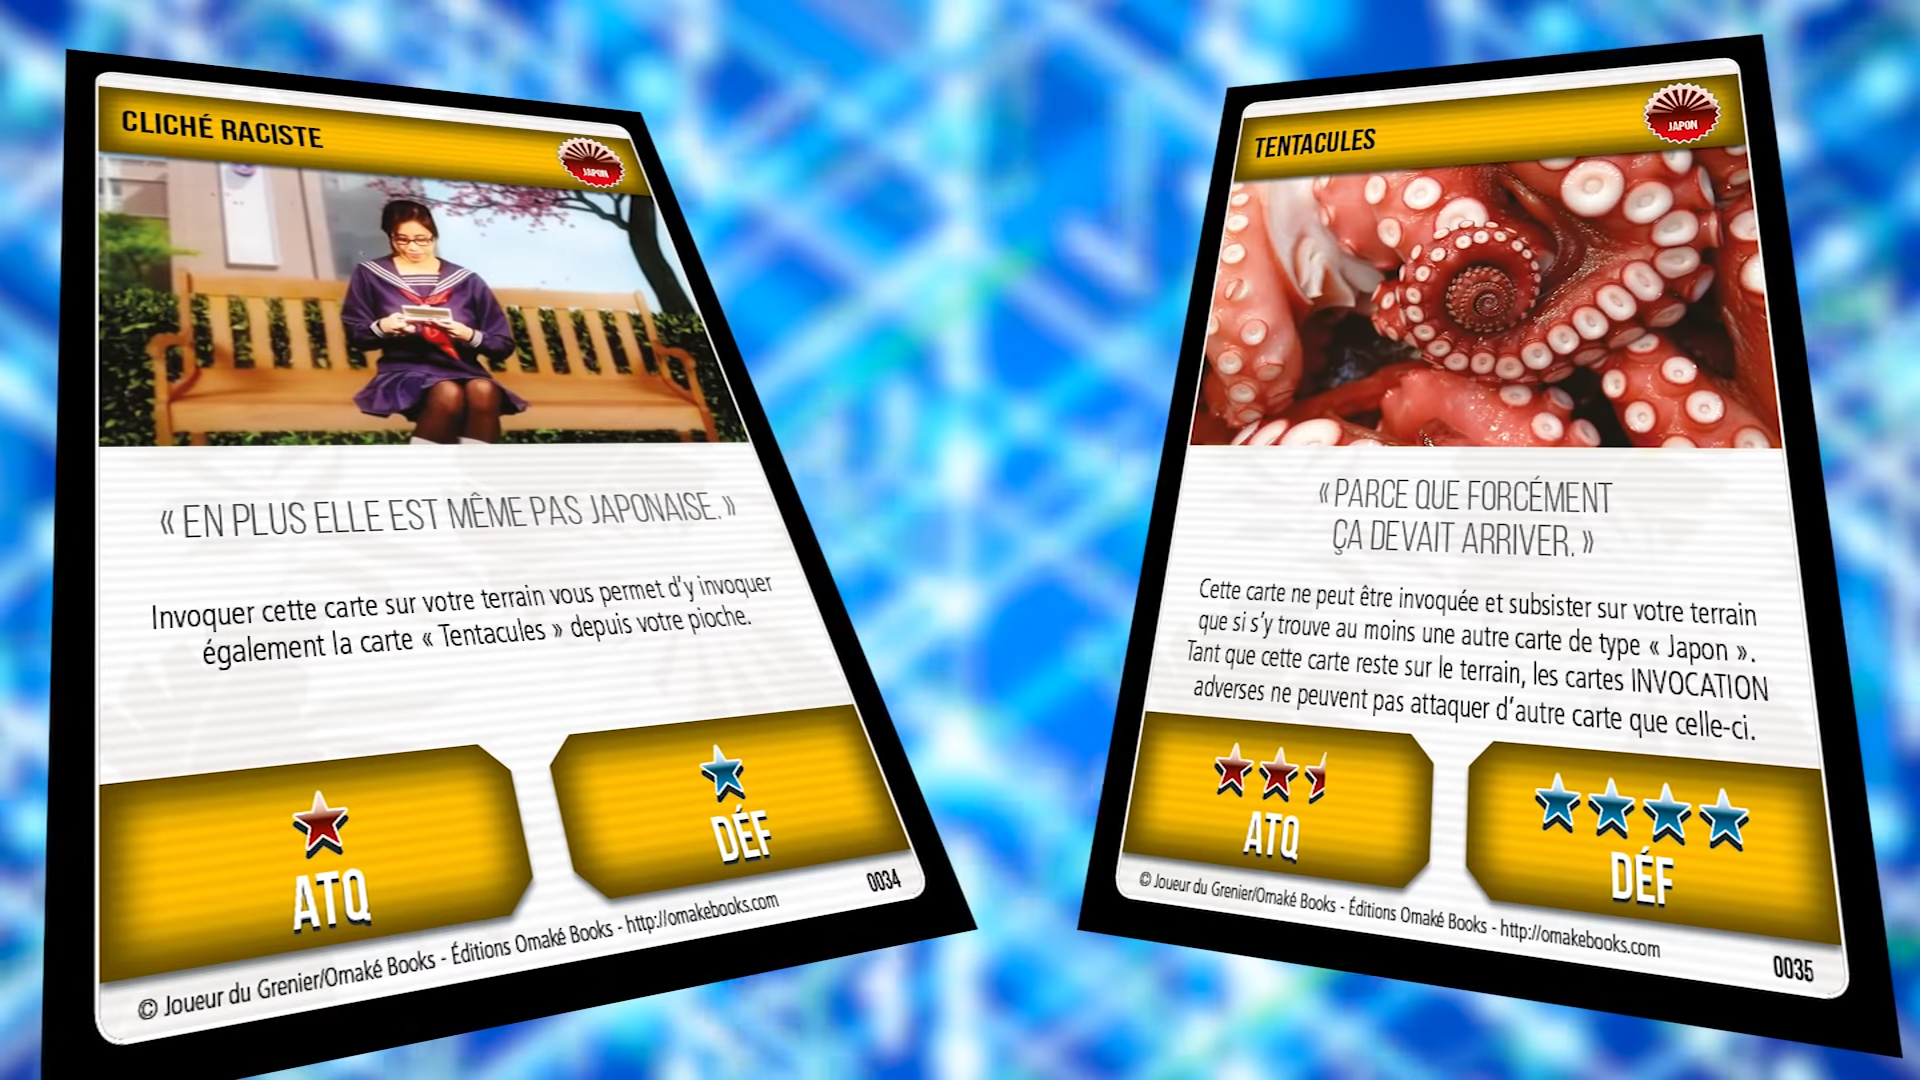 CLICHÉ RACISTE
JAPON
« EN PLUS ELLE EST MÊME PAS JAPONAISE. »
Invoquer cette carte sur votre terrain vous permet d’y invoquer
également la carte « Tentacules » depuis votre pioche.
ATQ
DÉF
© Joueur du Grenier/Omaké Books - Éditions Omaké Books - http://omakebooks.com
0034
TENTACULES
JAPON
« PARCE QUE FORCÉMENT
ÇA DEVAIT ARRIVER. »
Cette carte ne peut être invoquée et subsister sur votre terrain
que si s’y trouve au moins une autre carte de type « Japon ».
Tant que cette carte reste sur le terrain, les cartes INVOCATION
adverses ne peuvent pas attaquer d’autre carte que celle-ci.
ATQ
DÉF
© Joueur du Grenier/Omaké Books - Éditions Omaké Books - http://omakebooks.com
0035